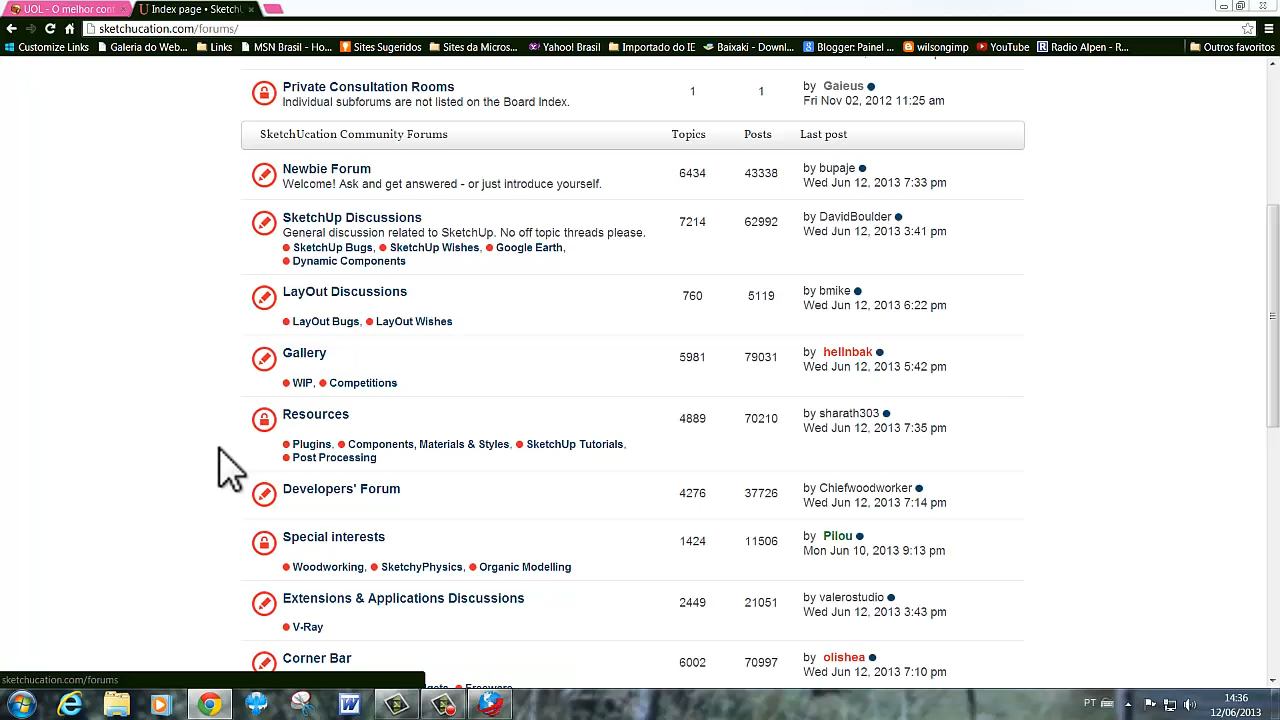 UOL - O melhor cont
Index page • SketchU
sketchucation.com/forums/
Customize Links
Galeria do Web...
Links
MSN Brasil - Ho...
Sites Sugeridos
Sites da Micros...
Yahoo! Brasil
Importado do IE
Baixaki - Downl...
Blogger: Painel ...
wilsongimp
YouTube
Radio Alpen - R...
Outros favoritos
Private Consultation Rooms 1 1 by Gaieus
Individual subforums are not listed on the Board Index. Fri Nov 02, 2012 11:25 am
SketchUcation Community Forums Topics Posts Last post
Newbie Forum 6434 43338 by bupaje
Welcome! Ask and get answered - or just introduce yourself. Wed Jun 12, 2013 7:33 pm
SketchUp Discussions 7214 62992 by DavidBoulder
General discussion related to SketchUp. No off topic threads please. Wed Jun 12, 2013 3:41 pm
SketchUp Bugs, SketchUp Wishes, Google Earth,
Dynamic Components
LayOut Discussions 760 5119 by bmike
Wed Jun 12, 2013 6:22 pm
LayOut Bugs, LayOut Wishes
Gallery 5981 79031 by hellnbak
Wed Jun 12, 2013 5:42 pm
WIP, Competitions
Resources 4889 70210 by sharath303
Wed Jun 12, 2013 7:35 pm
Plugins, Components, Materials & Styles, SketchUp Tutorials,
Post Processing
Developers' Forum 4276 37726 by Chiefwoodworker
Wed Jun 12, 2013 7:14 pm
Special interests 1424 11506 by Pilou
Mon Jun 10, 2013 9:13 pm
Woodworking, SketchyPhysics, Organic Modelling
Extensions & Applications Discussions 2449 21051 by valerostudio
Wed Jun 12, 2013 3:43 pm
V-Ray
Corner Bar 6002 70997 by olishea
Wed Jun 12, 2013 7:10 pm
sketchucation.com/forums
PT
14:36
12/06/2013